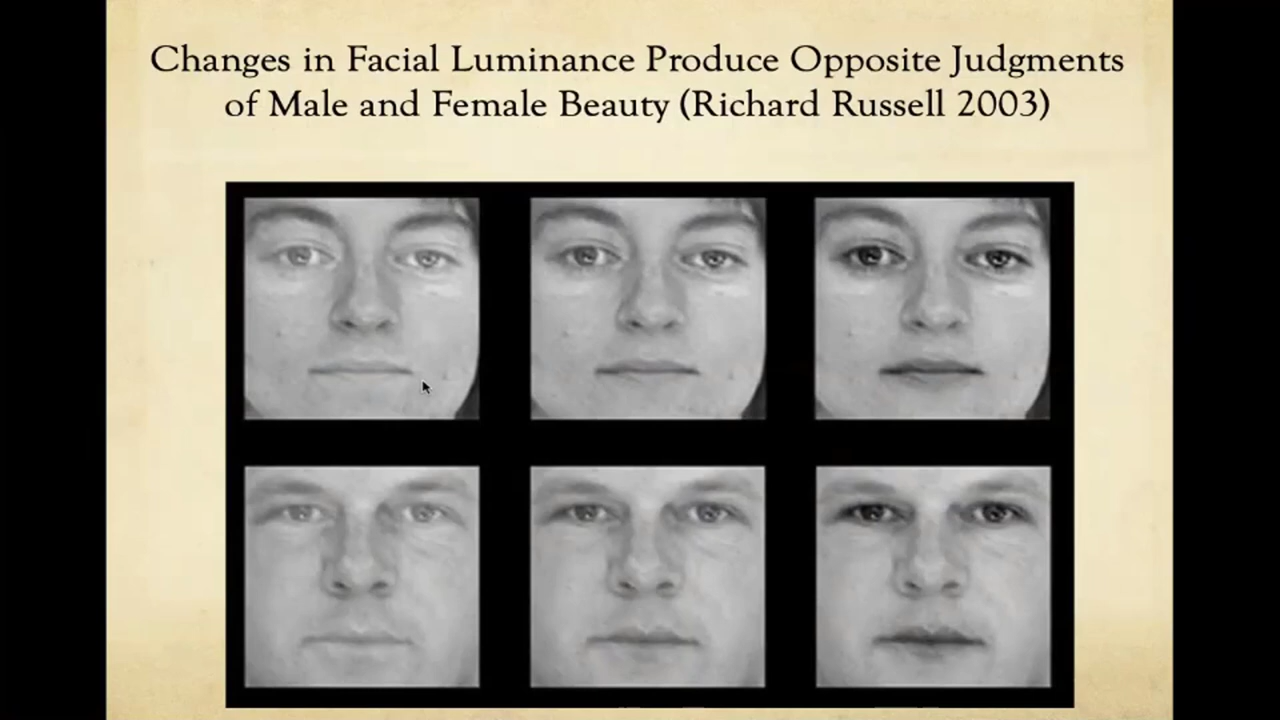 Changes in Facial Luminance Produce Opposite Judgments
of Male and Female Beauty (Richard Russell 2003)